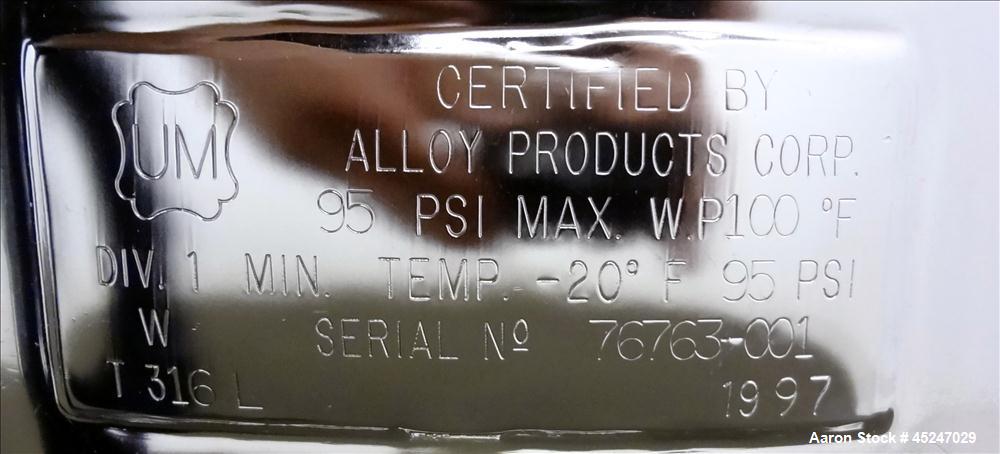 UM
CERTIFIED BY
ALLOY PRODUCTS CORP.
95 PSI MAX. W.P 100 °F
DIV. 1 MIN. TEMP. -20° F 95 PSI
W SERIAL Nº 76763-001
T 316 L 1997
Aaron Stock # 45247029